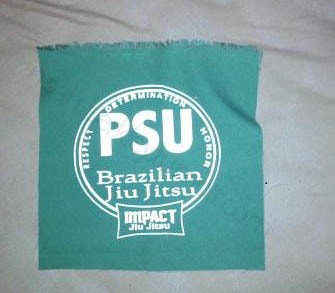 RESPECT DETERMINATION HONOR
PSU
Brazilian
Jiu Jitsu
IMPACT
Jiu Jitsu